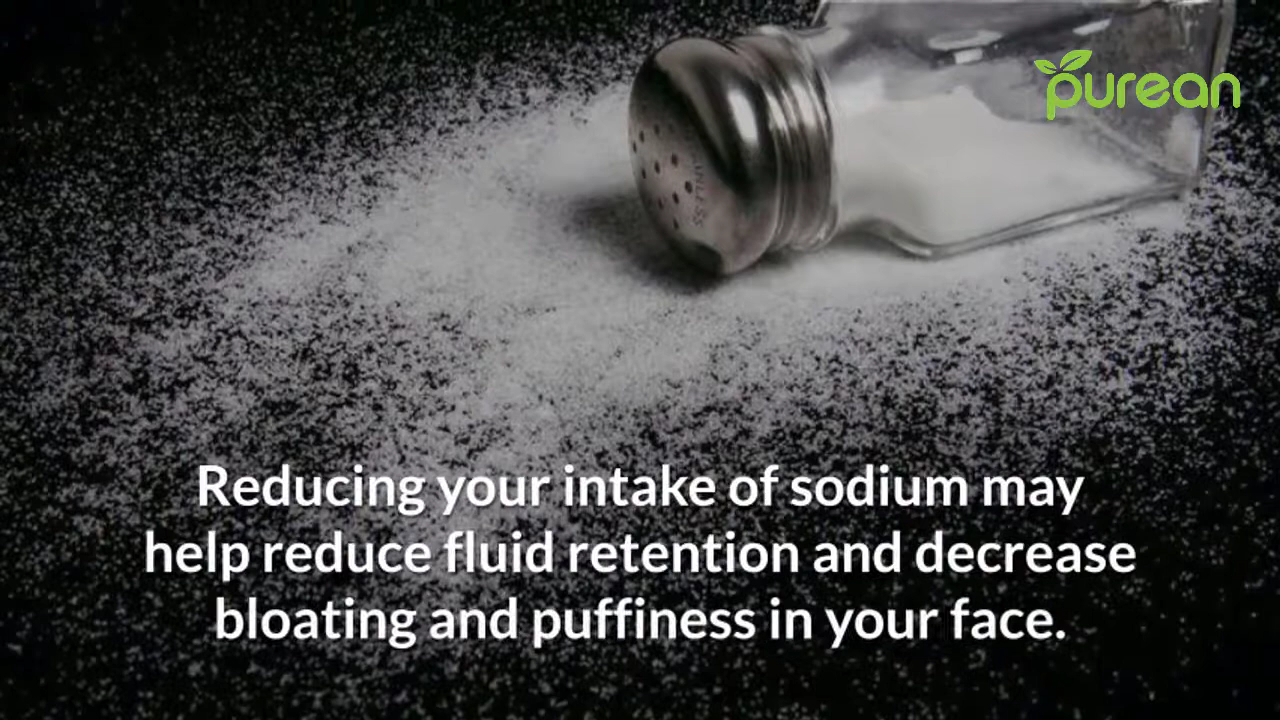 purean
Reducing your intake of sodium may
help reduce fluid retention and decrease
bloating and puffiness in your face.